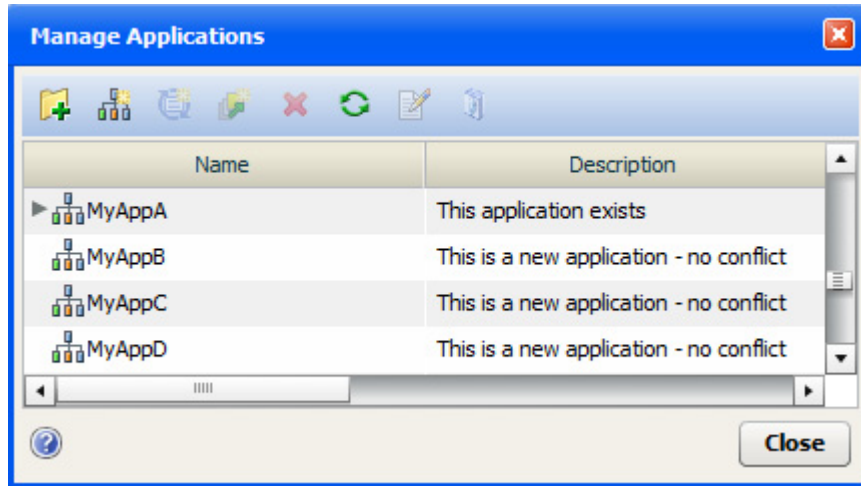 Manage Applications
Name Description
MyAppA This application exists
MyAppB This is a new application - no conflict
MyAppC This is a new application - no conflict
MyAppD This is a new application - no conflict
Close